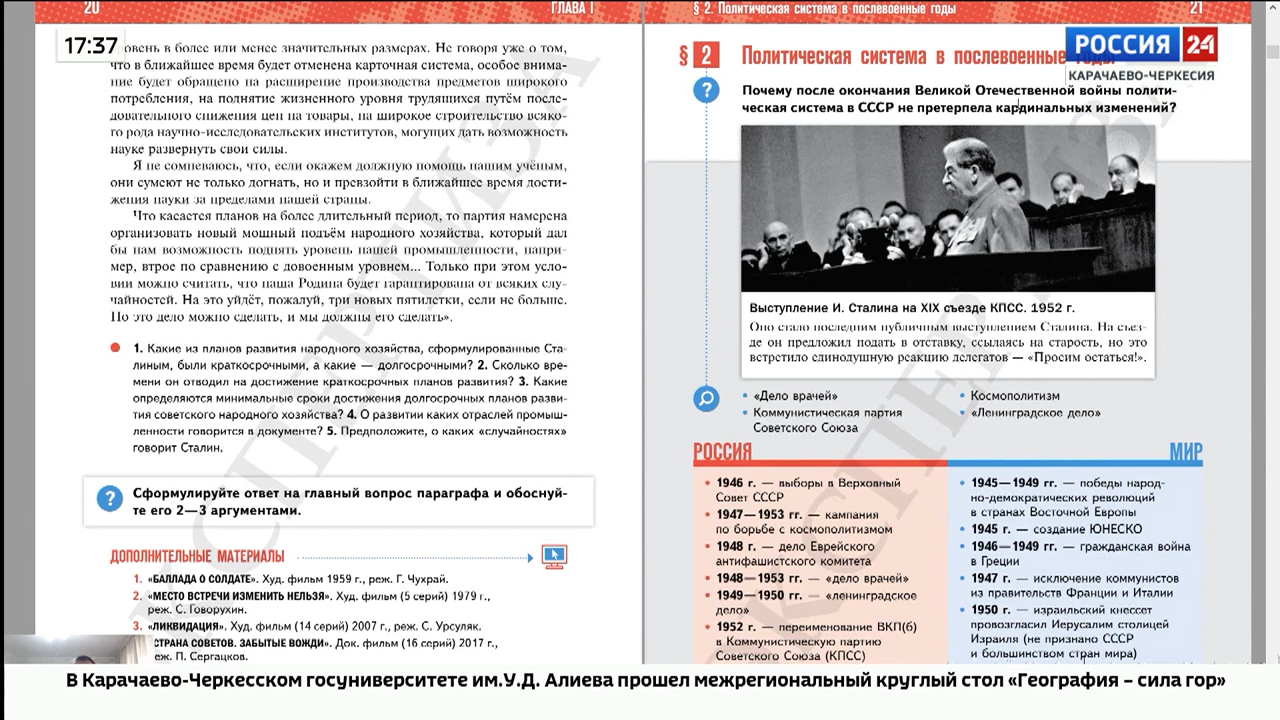 20
ГЛАВА I
17:37
овень в более или менее значительных размерах. Не говоря уже о том,
что в ближайшее время будет отменена карточная система, особое внима-
ние будет обращено на расширение производства предметов широкого
потребления, на поднятие жизненного уровня трудящихся путём после-
довательного снижения цен на товары, на широкое строительство всяко-
го рода научно-исследовательских институтов, могущих дать возможность
науке развернуть свои силы.
Я не сомневаюсь, что, если окажем должную помощь нашим учёным,
они сумеют не только догнать, но и превзойти в ближайшее время дости-
жения науки за пределами нашей страны.
Что касается планов на более длительный период, то партия намерена
организовать новый мощный подъём народного хозяйства, который дал
бы нам возможность поднять уровень нашей промышленности, напри-
мер, втрое по сравнению с довоенным уровнем... Только при этом усло-
вии можно считать, что наша Родина будет гарантирована от всяких слу-
чайностей. На это уйдёт, пожалуй, три новых пятилетки, если не больше.
Но это дело можно сделать, и мы должны его сделать».
1. Какие из планов развития народного хозяйства, сформулированные Ста-
линым, были краткосрочными, а какие — долгосрочными? 2. Сколько вре-
мени он отводил на достижение краткосрочных планов развития? 3. Какие
определяются минимальные сроки достижения долгосрочных планов разви-
тия советского народного хозяйства? 4. О развитии каких отраслей промыш-
ленности говорится в документе? 5. Предположите, о каких «случайностях»
говорит Сталин.
? Сформулируйте ответ на главный вопрос параграфа и обоснуй-
те его 2—3 аргументами.
ДОПОЛНИТЕЛЬНЫЕ МАТЕРИАЛЫ
1. «БАЛЛАДА О СОЛДАТЕ». Худ. фильм 1959 г., реж. Г. Чухрай.
2. «МЕСТО ВСТРЕЧИ ИЗМЕНИТЬ НЕЛЬЗЯ». Худ. фильм (5 серий) 1979 г.,
реж. С. Говорухин.
3. «ЛИКВИДАЦИЯ». Худ. фильм (14 серий) 2007 г., реж. С. Урсуляк.
СТРАНА СОВЕТОВ. ЗАБЫТЫЕ ВОЖДИ». Док. фильм (16 серий) 2017 г.,
еж. П. Сергацков.
§ 2. Политическая система в послевоенные годы
21
§ 2 Политическая система в послевоенные годы
РОССИЯ 24
КАРАЧАЕВО-ЧЕРКЕСИЯ
? Почему после окончания Великой Отечественной войны полити-
ческая система в СССР не претерпела кардинальных изменений?
Выступление И. Сталина на XIX съезде КПСС. 1952 г.
Оно стало последним публичным выступлением Сталина. На съез-
де он предложил подать в отставку, ссылаясь на старость, но это
встретило единодушную реакцию делегатов — «Просим остаться!».
• «Дело врачей»
• Коммунистическая партия
Советского Союза
• Космополитизм
• «Ленинградское дело»
РОССИЯ
• 1946 г. — выборы в Верховный
Совет СССР
• 1947—1953 гг. — кампания
по борьбе с космополитизмом
• 1948 г. — дело Еврейского
антифашистского комитета
• 1948—1953 гг. — «дело врачей»
• 1949—1950 гг. — «ленинградское
дело»
• 1952 г. — переименование ВКП(б)
в Коммунистическую партию
Советского Союза (КПСС)
МИР
• 1945—1949 гг. — победы народ-
но-демократических революций
в странах Восточной Европы
• 1945 г. — создание ЮНЕСКО
• 1946—1949 гг. — гражданская война
в Греции
• 1947 г. — исключение коммунистов
из правительств Франции и Италии
• 1950 г. — израильский кнессет
провозгласил Иерусалим столицей
Израиля (не признано СССР
и большинством стран мира)
В Карачаево-Черкесском госуниверситете им.У.Д. Алиева прошел межрегиональный круглый стол «География – сила гор»